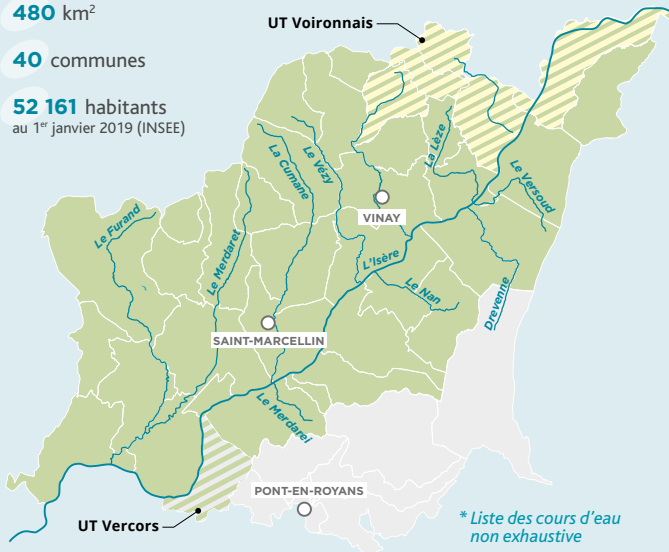 480 km²
40 communes
52 161 habitants
au 1er janvier 2019 (INSEE)
UT Voironnais
La Lèze
Le Vézy
La Cumane
Le Versoud
VINAY
Le Furand
Le Merdaret
L'Isère
Le Nan
Drevenne
SAINT-MARCELLIN
Le Merdarei
PONT-EN-ROYANS
UT Vercors
* Liste des cours d'eau
non exhaustive